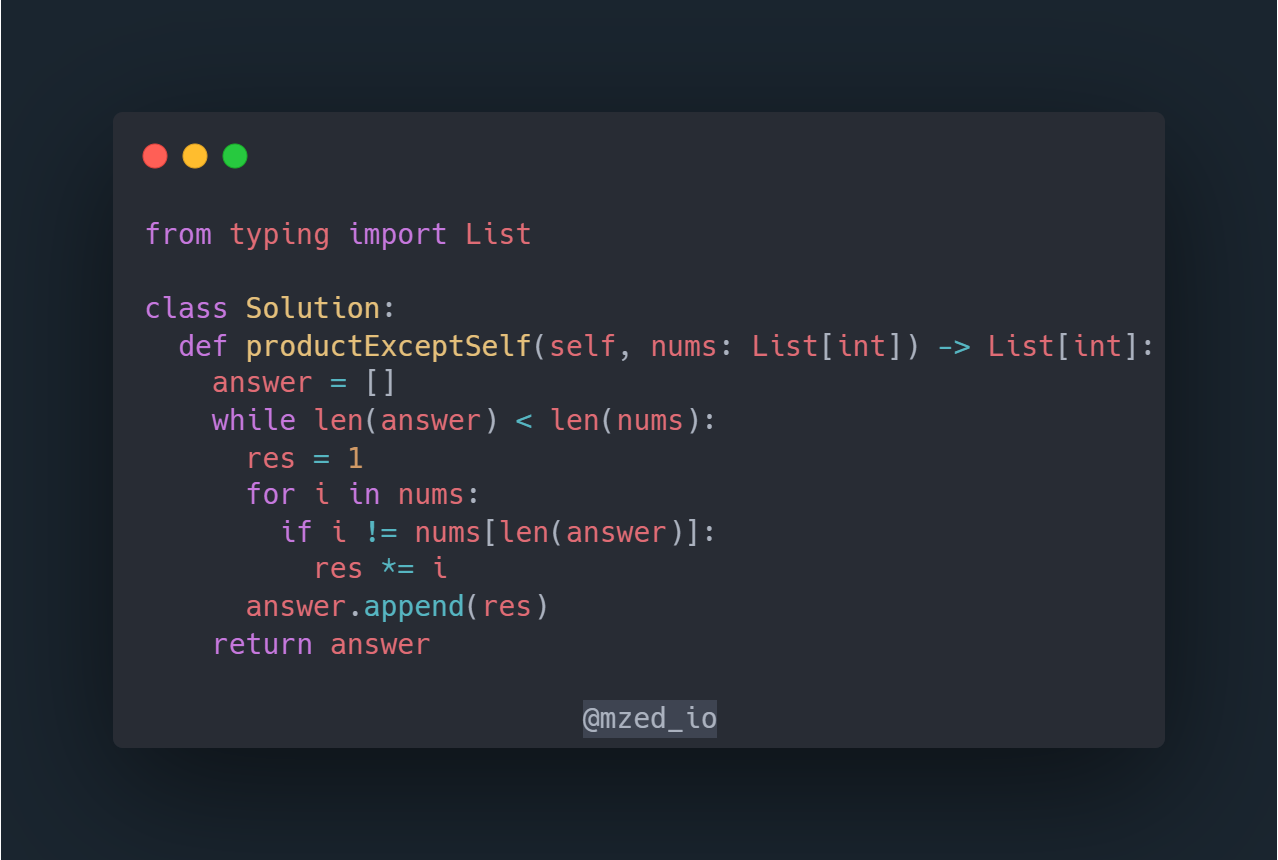 from typing import List
class Solution:
  def productExceptSelf(self, nums: List[int]) -> List[int]:
    answer = []
    while len(answer) < len(nums):
      res = 1
      for i in nums:
        if i != nums[len(answer)]:
          res *= i
      answer.append(res)
    return answer
@mzed_io